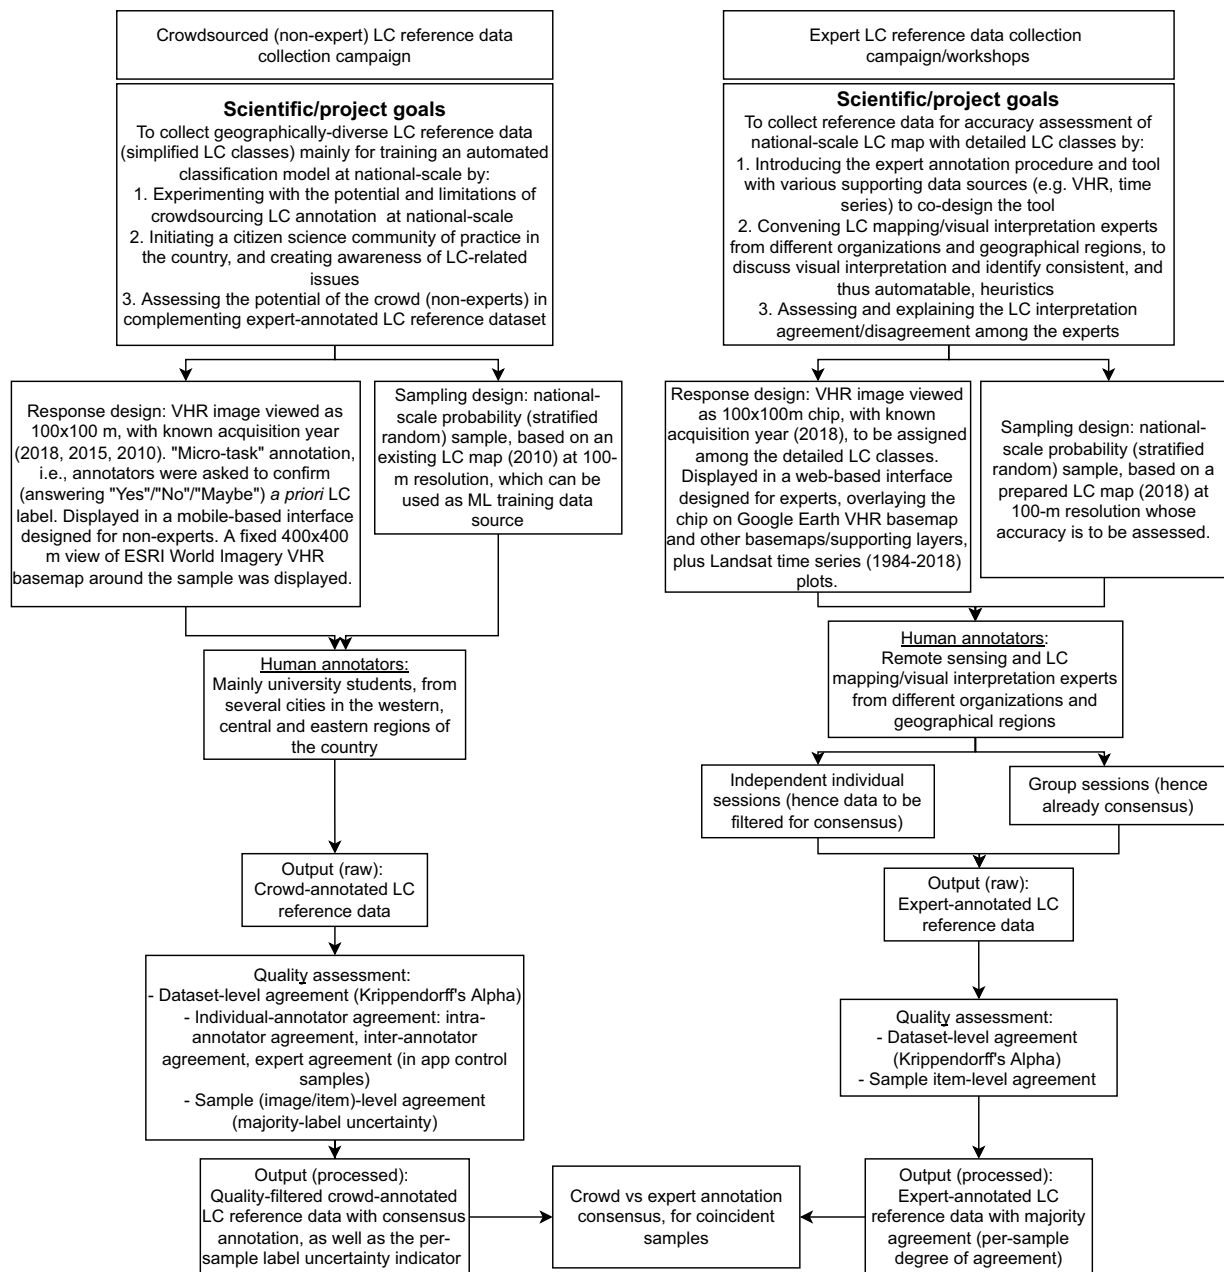 Crowdsourced (non-expert) LC reference data
collection campaign
Scientific/project goals
To collect geographically-diverse LC reference data
(simplified LC classes) mainly for training an automated
classification model at national-scale by:
1. Experimenting with the potential and limitations of
crowdsourcing LC annotation at national-scale
2. Initiating a citizen science community of practice in
the country, and creating awareness of LC-related
issues
3. Assessing the potential of the crowd (non-experts) in
complementing expert-annotated LC reference dataset
Response design: VHR image viewed as
100x100 m, with known acquisition year
(2018, 2015, 2010). "Micro-task" annotation,
i.e., annotators were asked to confirm
(answering "Yes"/"No"/"Maybe") a priori LC
label. Displayed in a mobile-based interface
designed for non-experts. A fixed 400x400
m view of ESRI World Imagery VHR
basemap around the sample was displayed.
Sampling design: national-
scale probability (stratified
random) sample, based on an
existing LC map (2010) at 100-
m resolution, which can be
used as ML training data
source
Human annotators:
Mainly university students, from
several cities in the western,
central and eastern regions of
the country
Output (raw):
Crowd-annotated LC
reference data
Quality assessment:
- Dataset-level agreement (Krippendorff's Alpha)
- Individual-annotator agreement: intra-
annotator agreement, inter-annotator
agreement, expert agreement (in app control
samples)
- Sample (image/item)-level agreement
(majority-label uncertainty)
Output (processed):
Quality-filtered crowd-annotated
LC reference data with consensus
annotation, as well as the per-
sample label uncertainty indicator
Crowd vs expert annotation
consensus, for coincident
samples
Expert LC reference data collection
campaign/workshops
Scientific/project goals
To collect reference data for accuracy assessment of
national-scale LC map with detailed LC classes by:
1. Introducing the expert annotation procedure and tool
with various supporting data sources (e.g. VHR, time
series) to co-design the tool
2. Convening LC mapping/visual interpretation experts
from different organizations and geographical regions, to
discuss visual interpretation and identify consistent, and
thus automatable, heuristics
3. Assessing and explaining the LC interpretation
agreement/disagreement among the experts
Response design: VHR image viewed
as 100x100m chip, with known
acquisition year (2018), to be assigned
among the detailed LC classes.
Displayed in a web-based interface
designed for experts, overlaying the
chip on Google Earth VHR basemap
and other basemaps/supporting layers,
plus Landsat time series (1984-2018)
plots.
Sampling design: national-
scale probability (stratified
random) sample, based on a
prepared LC map (2018) at
100-m resolution whose
accuracy is to be assessed.
Human annotators:
Remote sensing and LC
mapping/visual interpretation experts
from different organizations and
geographical regions
Independent individual
sessions (hence data to be
filtered for consensus)
Group sessions (hence
already consensus)
Output (raw):
Expert-annotated LC
reference data
Quality assessment:
- Dataset-level agreement
(Krippendorff's Alpha)
- Sample item-level agreement
Output (processed):
Expert-annotated LC
reference data with majority
agreement (per-sample
degree of agreement)